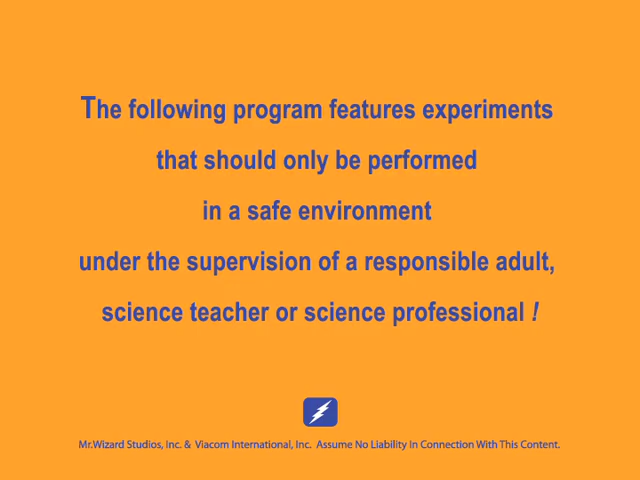 The following program features experiments
that should only be performed
in a safe environment
under the supervision of a responsible adult,
science teacher or science professional !
Mr.Wizard Studios, Inc. & Viacom International, Inc. Assume No Liability In Connection With This Content.